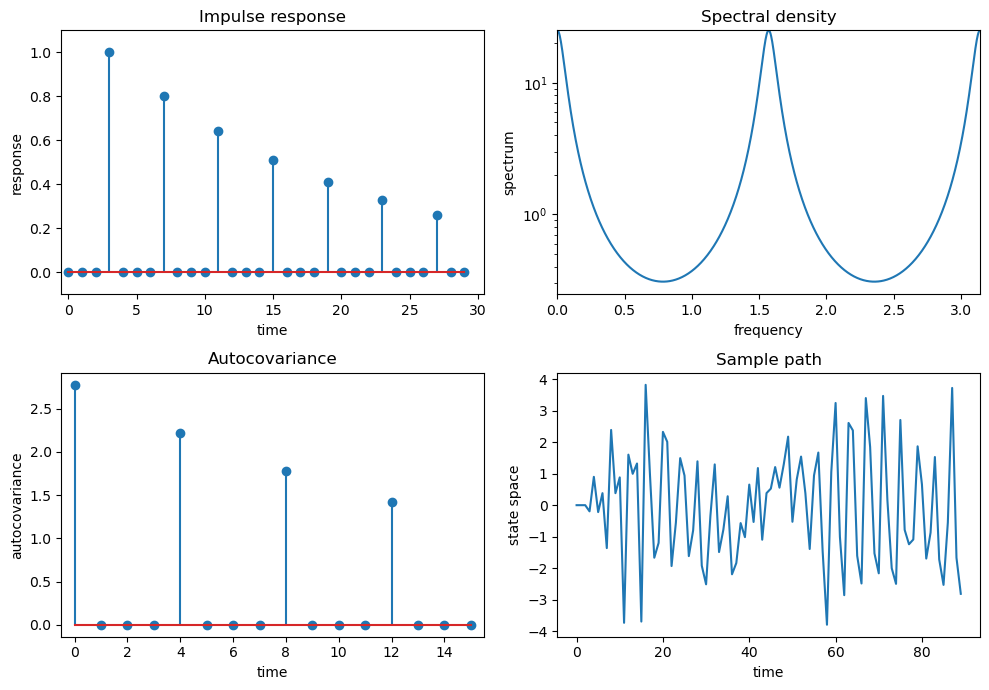 Impulse response
1.0
0.8
0.6
0.4
0.2
0.0
response
0 5 10 15 20 25 30
time
Spectral density
10¹
10⁰
spectrum
0.0 0.5 1.0 1.5 2.0 2.5 3.0
frequency
Autocovariance
2.5
2.0
1.5
1.0
0.5
0.0
autocovariance
0 2 4 6 8 10 12 14
time
Sample path
4
3
2
1
0
−1
−2
−3
−4
state space
0 20 40 60 80
time